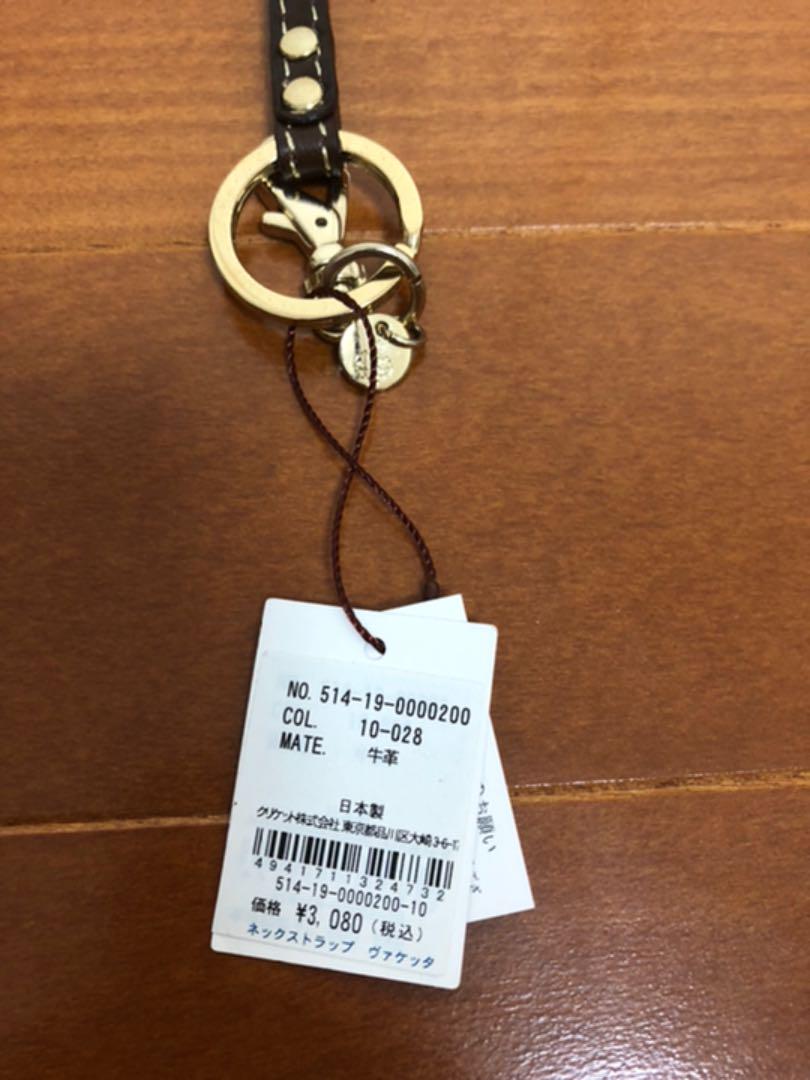 NO. 514-19-0000200
COL. 10-028
MATE. 牛革
日本製
クリケット株式会社 東京都品川区大崎3-6-17
4941711324732
514-19-0000200-10
価格 ¥3,080(税込)
ネックストラップ ヴァケッタ
お願い